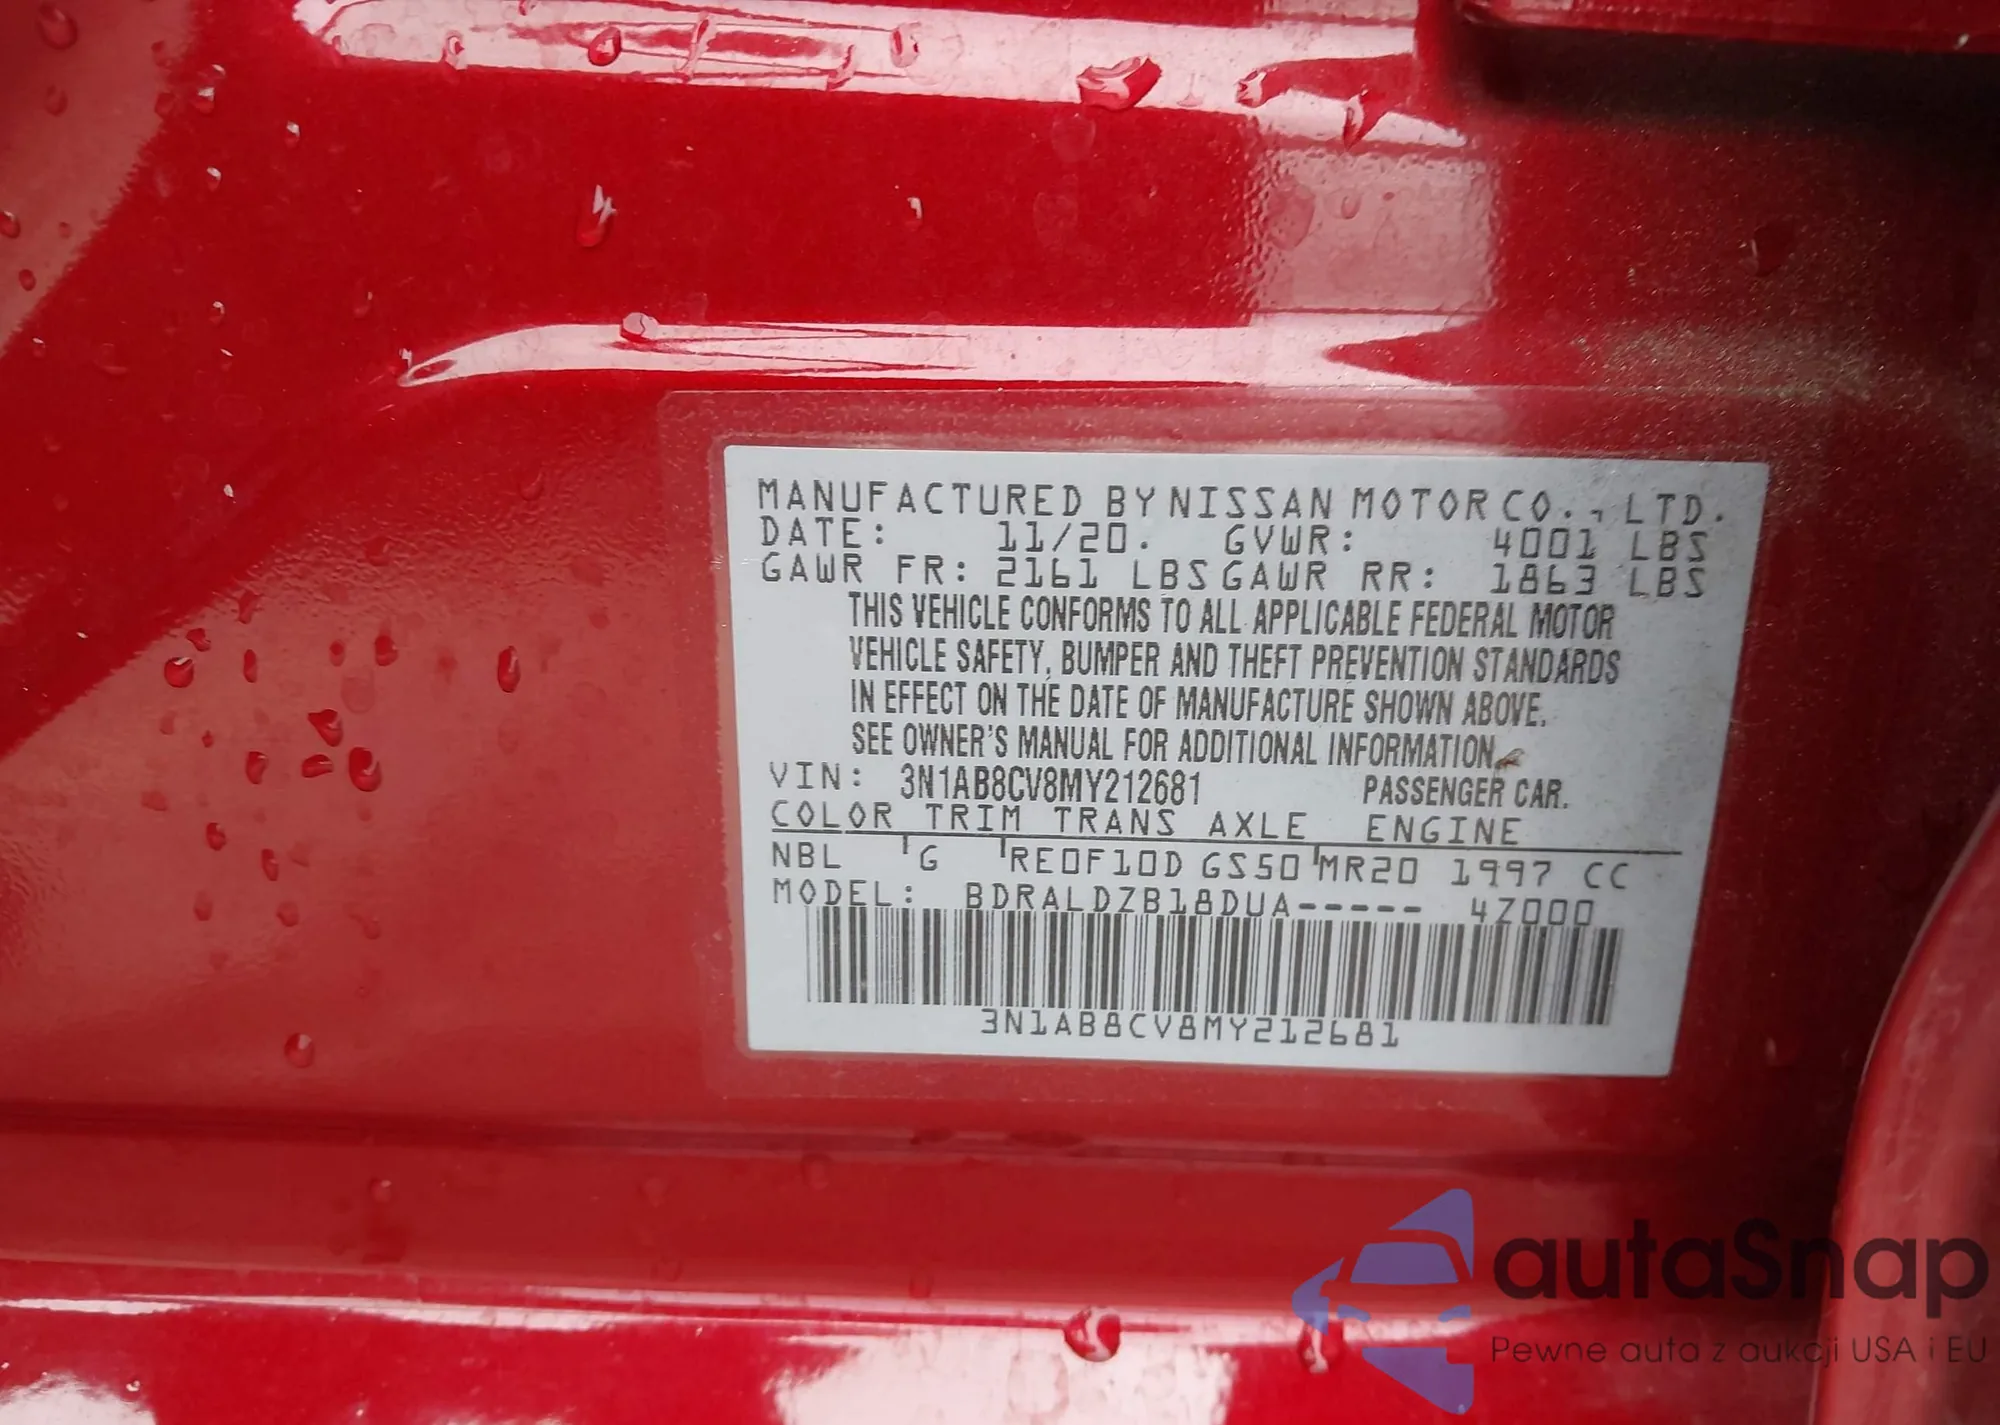 MANUFACTURED BY NISSAN MOTOR CO., LTD.
DATE: 11/20. GVWR: 4001 LBS
GAWR FR: 2161 LBS GAWR RR: 1863 LBS
THIS VEHICLE CONFORMS TO ALL APPLICABLE FEDERAL MOTOR
VEHICLE SAFETY, BUMPER AND THEFT PREVENTION STANDARDS
IN EFFECT ON THE DATE OF MANUFACTURE SHOWN ABOVE.
SEE OWNER'S MANUAL FOR ADDITIONAL INFORMATION.
VIN: 3N1AB8CV8MY212681 PASSENGER CAR.
COLOR TRIM TRANS AXLE ENGINE
NBL G RE0F10D GS50 MR20 1997 CC
MODEL: BDRALDZB18DUA----- 4Z000
3N1AB8CV8MY212681
autaSnap
Pewne auta z aukcji USA i EU